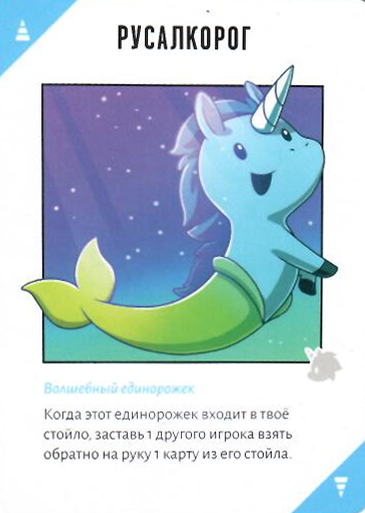 РУСАЛКОРОГ
Волшебный единорожек
Когда этот единорожек входит в твоё
стойло, заставь 1 другого игрока взять
обратно на руку 1 карту из его стойла.